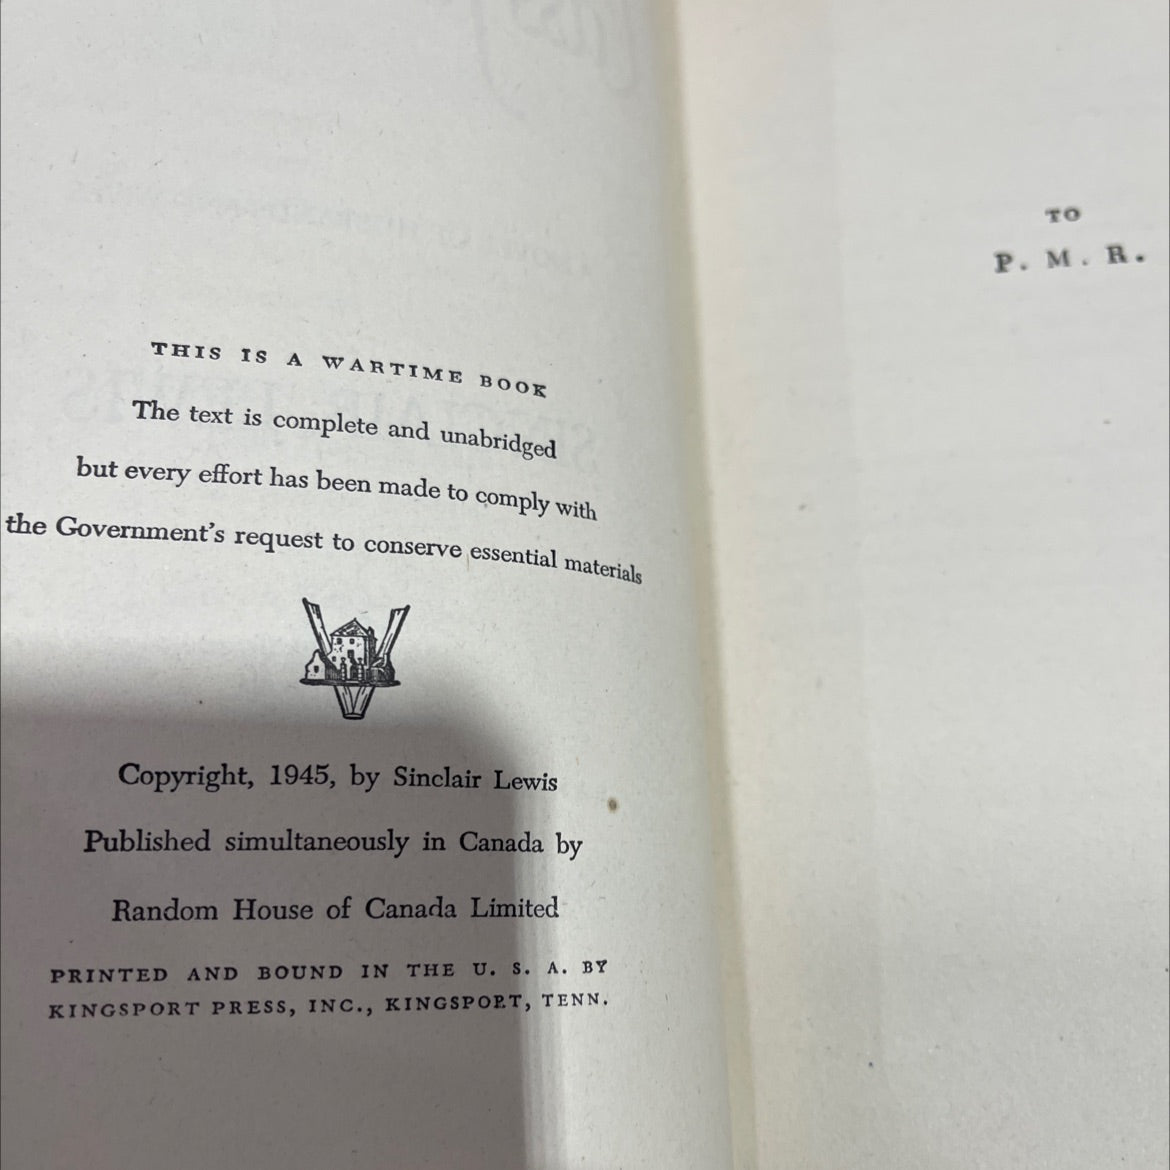 THIS IS A WARTIME BOOK
The text is complete and unabridged
but every effort has been made to comply with
the Government's request to conserve essential materials
Copyright, 1945, by Sinclair Lewis
Published simultaneously in Canada by
Random House of Canada Limited
PRINTED AND BOUND IN THE U. S. A. BY
KINGSPORT PRESS, INC., KINGSPORT, TENN.
TO
P. M. R.